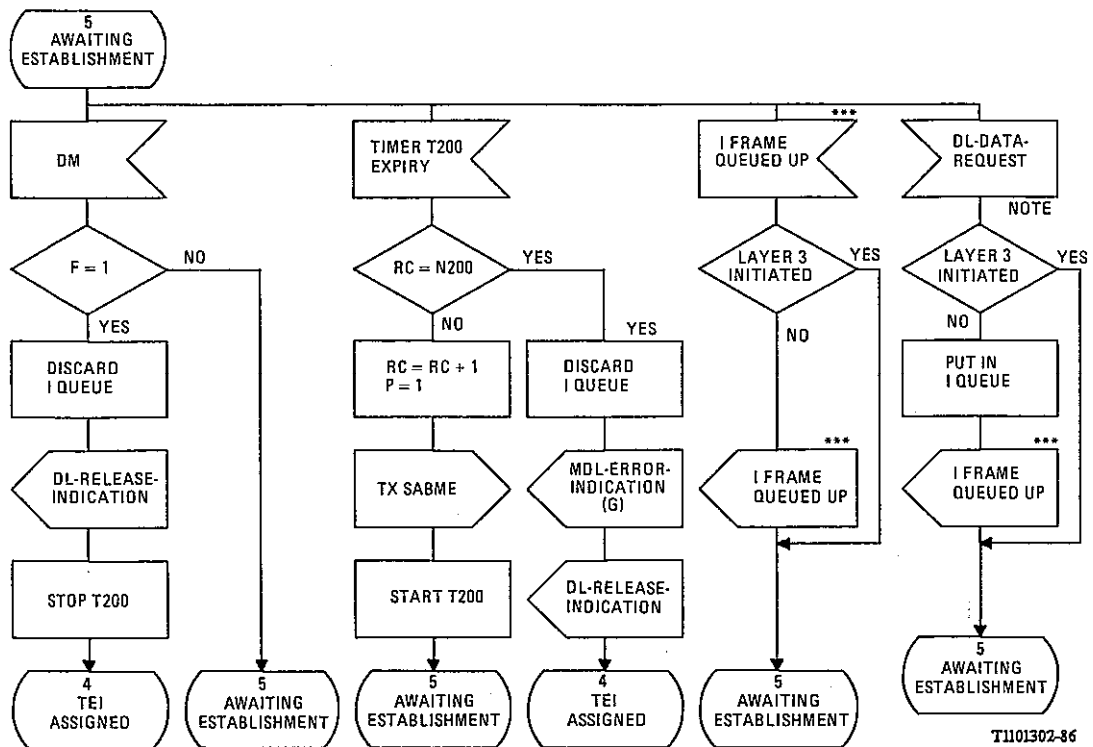 5
AWAITING
ESTABLISHMENT
DM
TIMER T200
EXPIRY
***
I FRAME
QUEUED UP
DL-DATA-
REQUEST
NOTE
F = 1
NO
YES
RC = N200
YES
NO
LAYER 3
INITIATED
YES
NO
LAYER 3
INITIATED
YES
NO
DISCARD
I QUEUE
RC = RC + 1
P = 1
YES
DISCARD
I QUEUE
PUT IN
I QUEUE
DL-RELEASE-
INDICATION
TX SABME
MDL-ERROR-
INDICATION
(G)
***
I FRAME
QUEUED UP
***
I FRAME
QUEUED UP
STOP T200
START T200
DL-RELEASE-
INDICATION
4
TEI
ASSIGNED
5
AWAITING
ESTABLISHMENT
5
AWAITING
ESTABLISHMENT
4
TEI
ASSIGNED
5
AWAITING
ESTABLISHMENT
5
AWAITING
ESTABLISHMENT
T1101302-86